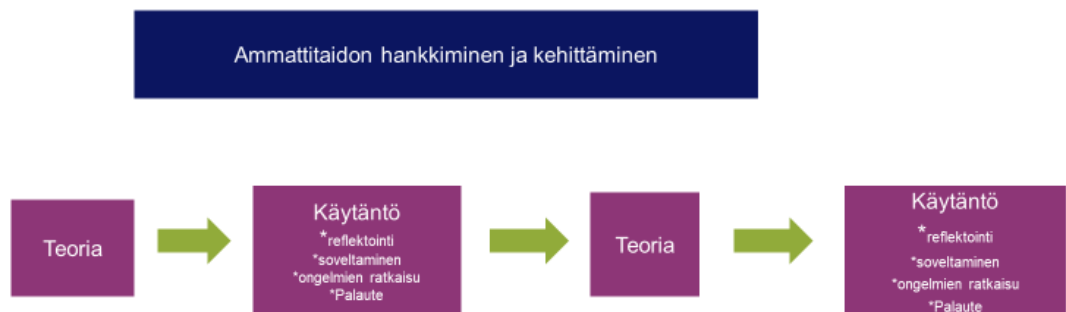 Ammattitaidon hankkiminen ja kehittäminen
Teoria
Käytäntö
*reflektointi
*soveltaminen
*ongelmien ratkaisu
*Palaute
Teoria
Käytäntö
*reflektointi
*soveltaminen
*ongelmien ratkaisu
*Palaute